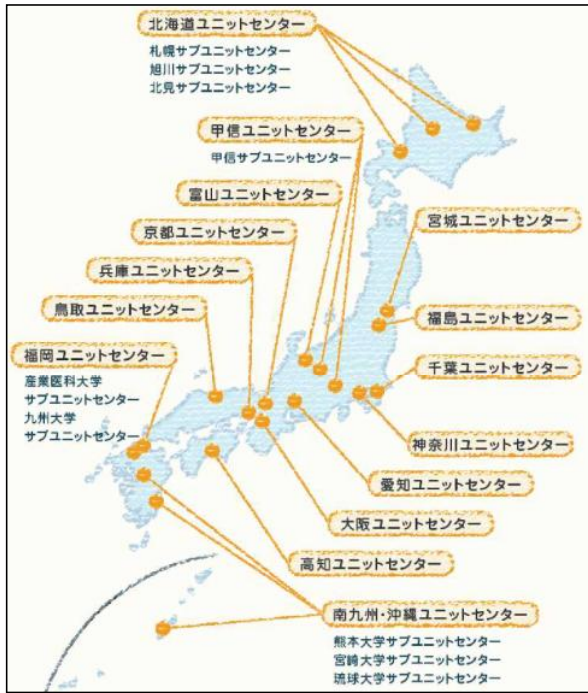 北海道ユニットセンター
札幌サブユニットセンター
旭川サブユニットセンター
北見サブユニットセンター
甲信ユニットセンター
甲信サブユニットセンター
富山ユニットセンター
京都ユニットセンター
兵庫ユニットセンター
鳥取ユニットセンター
福岡ユニットセンター
産業医科大学
サブユニットセンター
九州大学
サブユニットセンター
宮城ユニットセンター
福島ユニットセンター
千葉ユニットセンター
神奈川ユニットセンター
愛知ユニットセンター
大阪ユニットセンター
高知ユニットセンター
南九州・沖縄ユニットセンター
熊本大学サブユニットセンター
宮崎大学サブユニットセンター
琉球大学サブユニットセンター